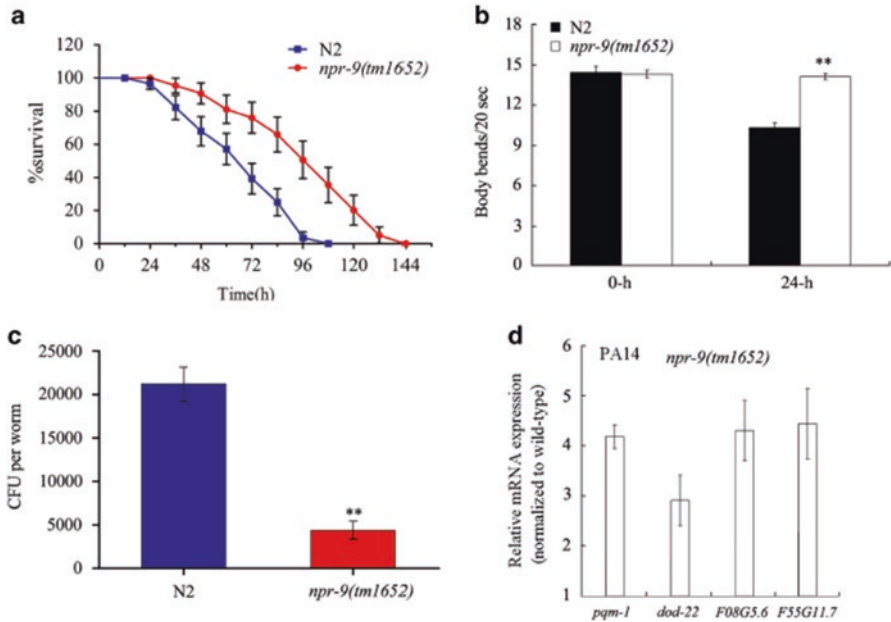 a
N2
npr-9(tm1652)
%survival
120
100
80
60
40
20
0
0 24 48 72 96 120 144
Time(h)
b
N2
npr-9(tm1652)
Body bends/20 sec
18
15
12
9
6
3
0
**
0-h 24-h
c
CFU per worm
25000
20000
15000
10000
5000
0
**
N2 npr-9(tm1652)
d
PA14 npr-9(tm1652)
Relative mRNA expression
(normalized to wild-type)
6
5
4
3
2
1
pqm-1 dod-22 F08G5.6 F55G11.7